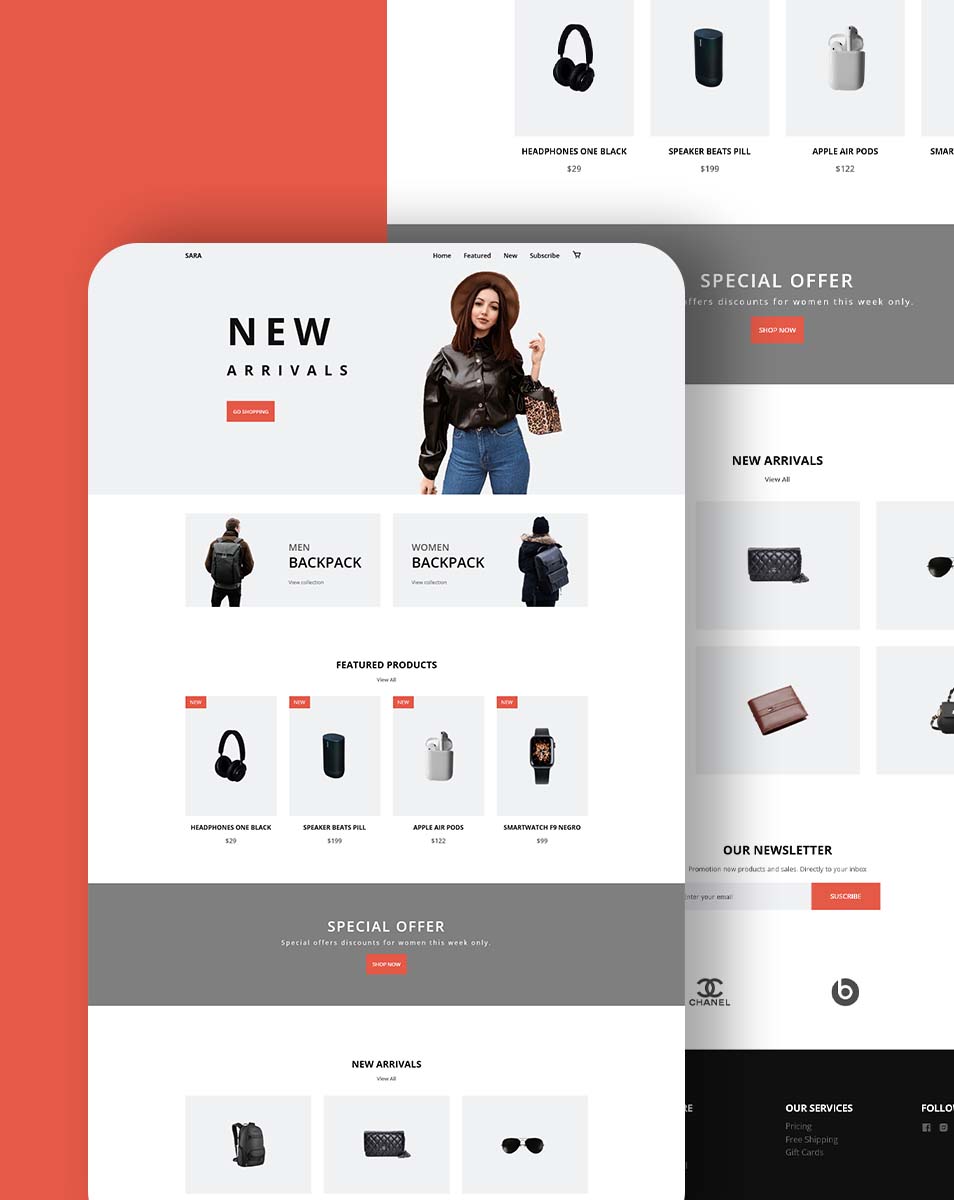 HEADPHONES ONE BLACK
$29
SPEAKER BEATS PILL
$199
APPLE AIR PODS
$122
SMAR
SPECIAL OFFER
ffers discounts for women this week only.
SHOP NOW
NEW ARRIVALS
View All
OUR NEWSLETTER
Promotion new products and sales. Directly to your inbox
Enter your email
SUSCRIBE
CHANEL
b
RE
OUR SERVICES
Pricing
Free Shipping
Gift Cards
FOLLO
SARA
Home Featured New Subscribe
NEW
ARRIVALS
GO SHOPPING
MEN
BACKPACK
View collection
WOMEN
BACKPACK
View collection
FEATURED PRODUCTS
View All
NEW
NEW
NEW
NEW
HEADPHONES ONE BLACK
$29
SPEAKER BEATS PILL
$199
APPLE AIR PODS
$122
SMARTWATCH F9 NEGRO
$99
SPECIAL OFFER
Special offers discounts for women this week only.
SHOP NOW
NEW ARRIVALS
View All